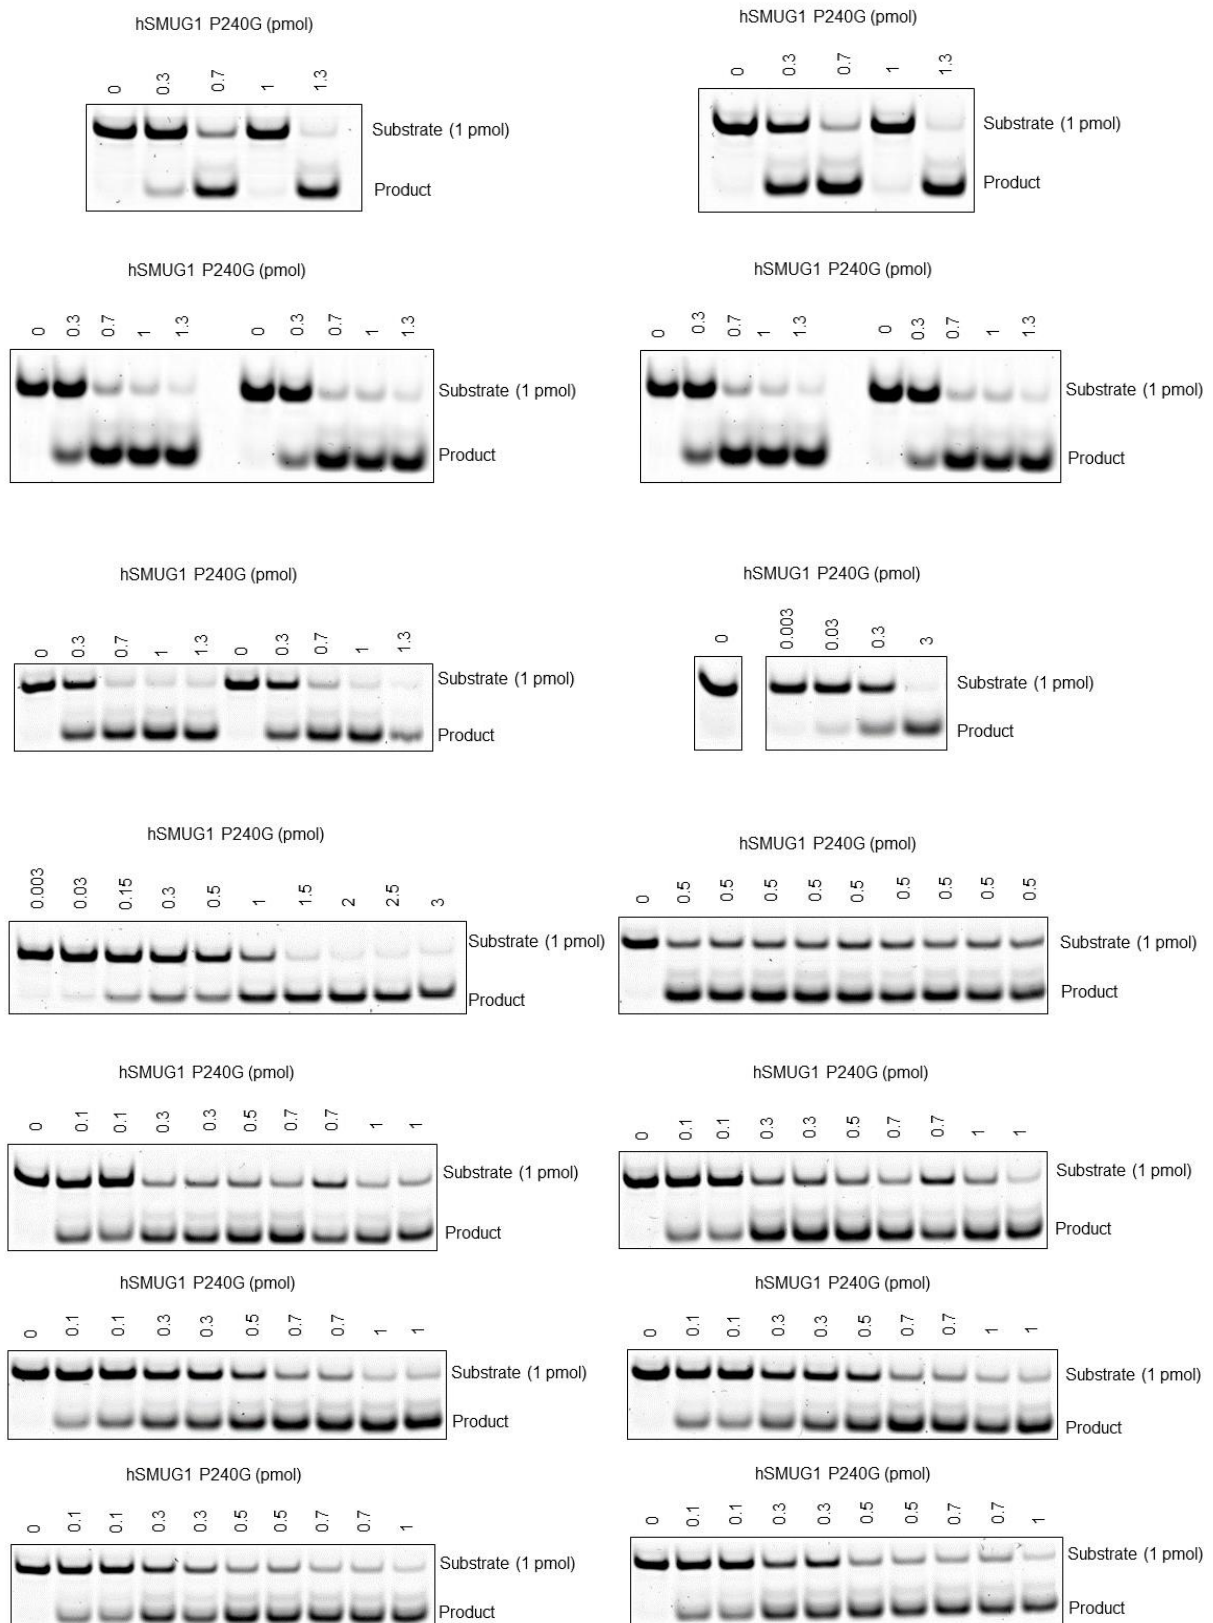 hSMUG1 P240G (pmol)
0 0.3 0.7 1 1.3
Substrate (1 pmol)
Product
hSMUG1 P240G (pmol)
0 0.3 0.7 1 1.3
Substrate (1 pmol)
Product
hSMUG1 P240G (pmol)
0 0.3 0.7 1 1.3 0 0.3 0.7 1 1.3
Substrate (1 pmol)
Product
hSMUG1 P240G (pmol)
0 0.3 0.7 1 1.3 0 0.3 0.7 1 1.3
Substrate (1 pmol)
Product
hSMUG1 P240G (pmol)
0 0.3 0.7 1 1.3 0 0.3 0.7 1 1.3
Substrate (1 pmol)
Product
hSMUG1 P240G (pmol)
0 0.003 0.03 0.3 3
Substrate (1 pmol)
Product
hSMUG1 P240G (pmol)
0.003 0.03 0.15 0.3 0.5 1 1.5 2 2.5 3
Substrate (1 pmol)
Product
hSMUG1 P240G (pmol)
0 0.5 0.5 0.5 0.5 0.5 0.5 0.5 0.5 0.5
Substrate (1 pmol)
Product
hSMUG1 P240G (pmol)
0 0.1 0.1 0.3 0.3 0.5 0.7 0.7 1 1
Substrate (1 pmol)
Product
hSMUG1 P240G (pmol)
0 0.1 0.1 0.3 0.3 0.5 0.7 0.7 1 1
Substrate (1 pmol)
Product
hSMUG1 P240G (pmol)
0 0.1 0.1 0.3 0.3 0.5 0.7 0.7 1 1
Substrate (1 pmol)
Product
hSMUG1 P240G (pmol)
0 0.1 0.1 0.3 0.3 0.5 0.7 0.7 1 1
Substrate (1 pmol)
Product
hSMUG1 P240G (pmol)
0 0.1 0.1 0.3 0.3 0.5 0.5 0.7 0.7 1
Substrate (1 pmol)
Product
hSMUG1 P240G (pmol)
0 0.1 0.1 0.3 0.3 0.5 0.5 0.7 0.7 1
Substrate (1 pmol)
Product